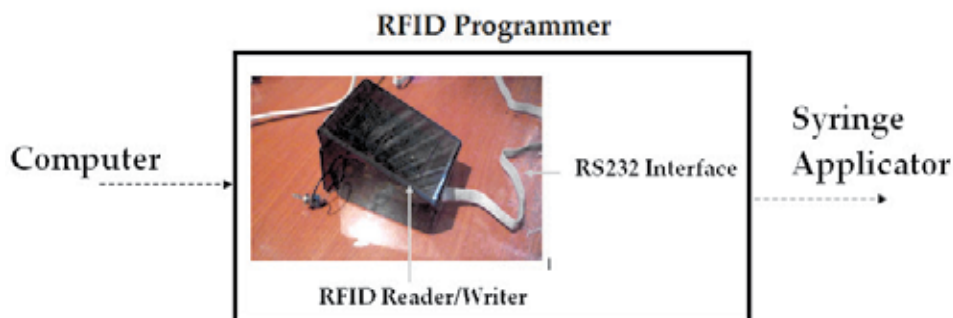 RFID Programmer
Computer
RS232 Interface
Syringe
Applicator
RFID Reader/Writer